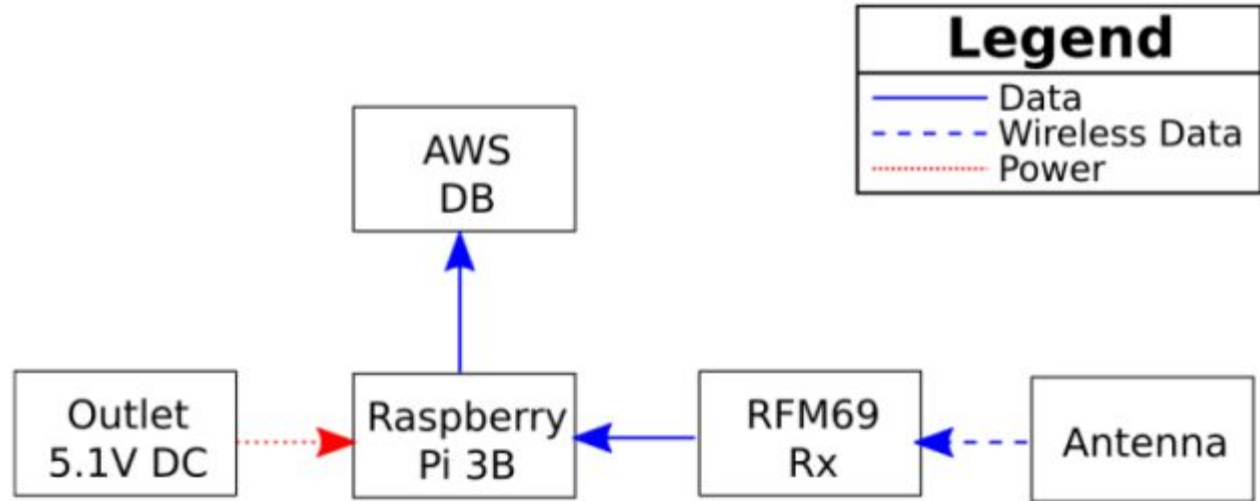 Legend
Data
Wireless Data
Power
AWS
DB
Outlet
5.1V DC
Raspberry
Pi 3B
RFM69
Rx
Antenna